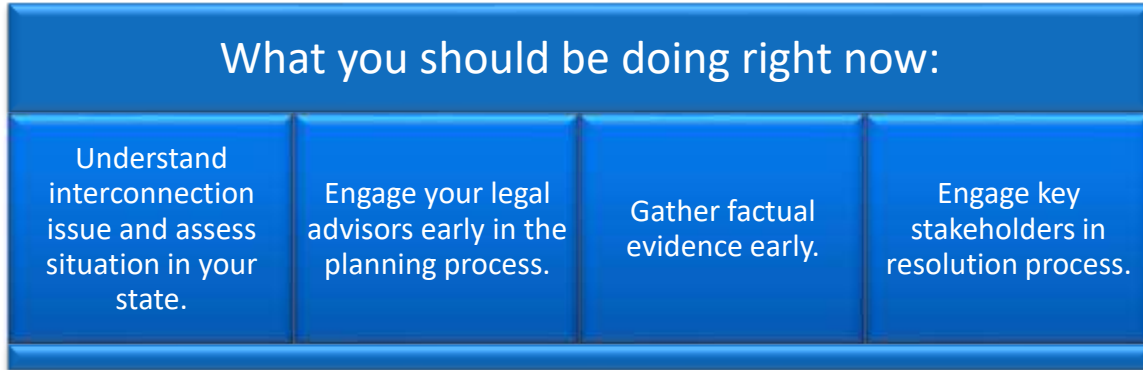 What you should be doing right now:
Understand
interconnection
issue and assess
situation in your
state.
Engage your legal
advisors early in the
planning process.
Gather factual
evidence early.
Engage key
stakeholders in
resolution process.